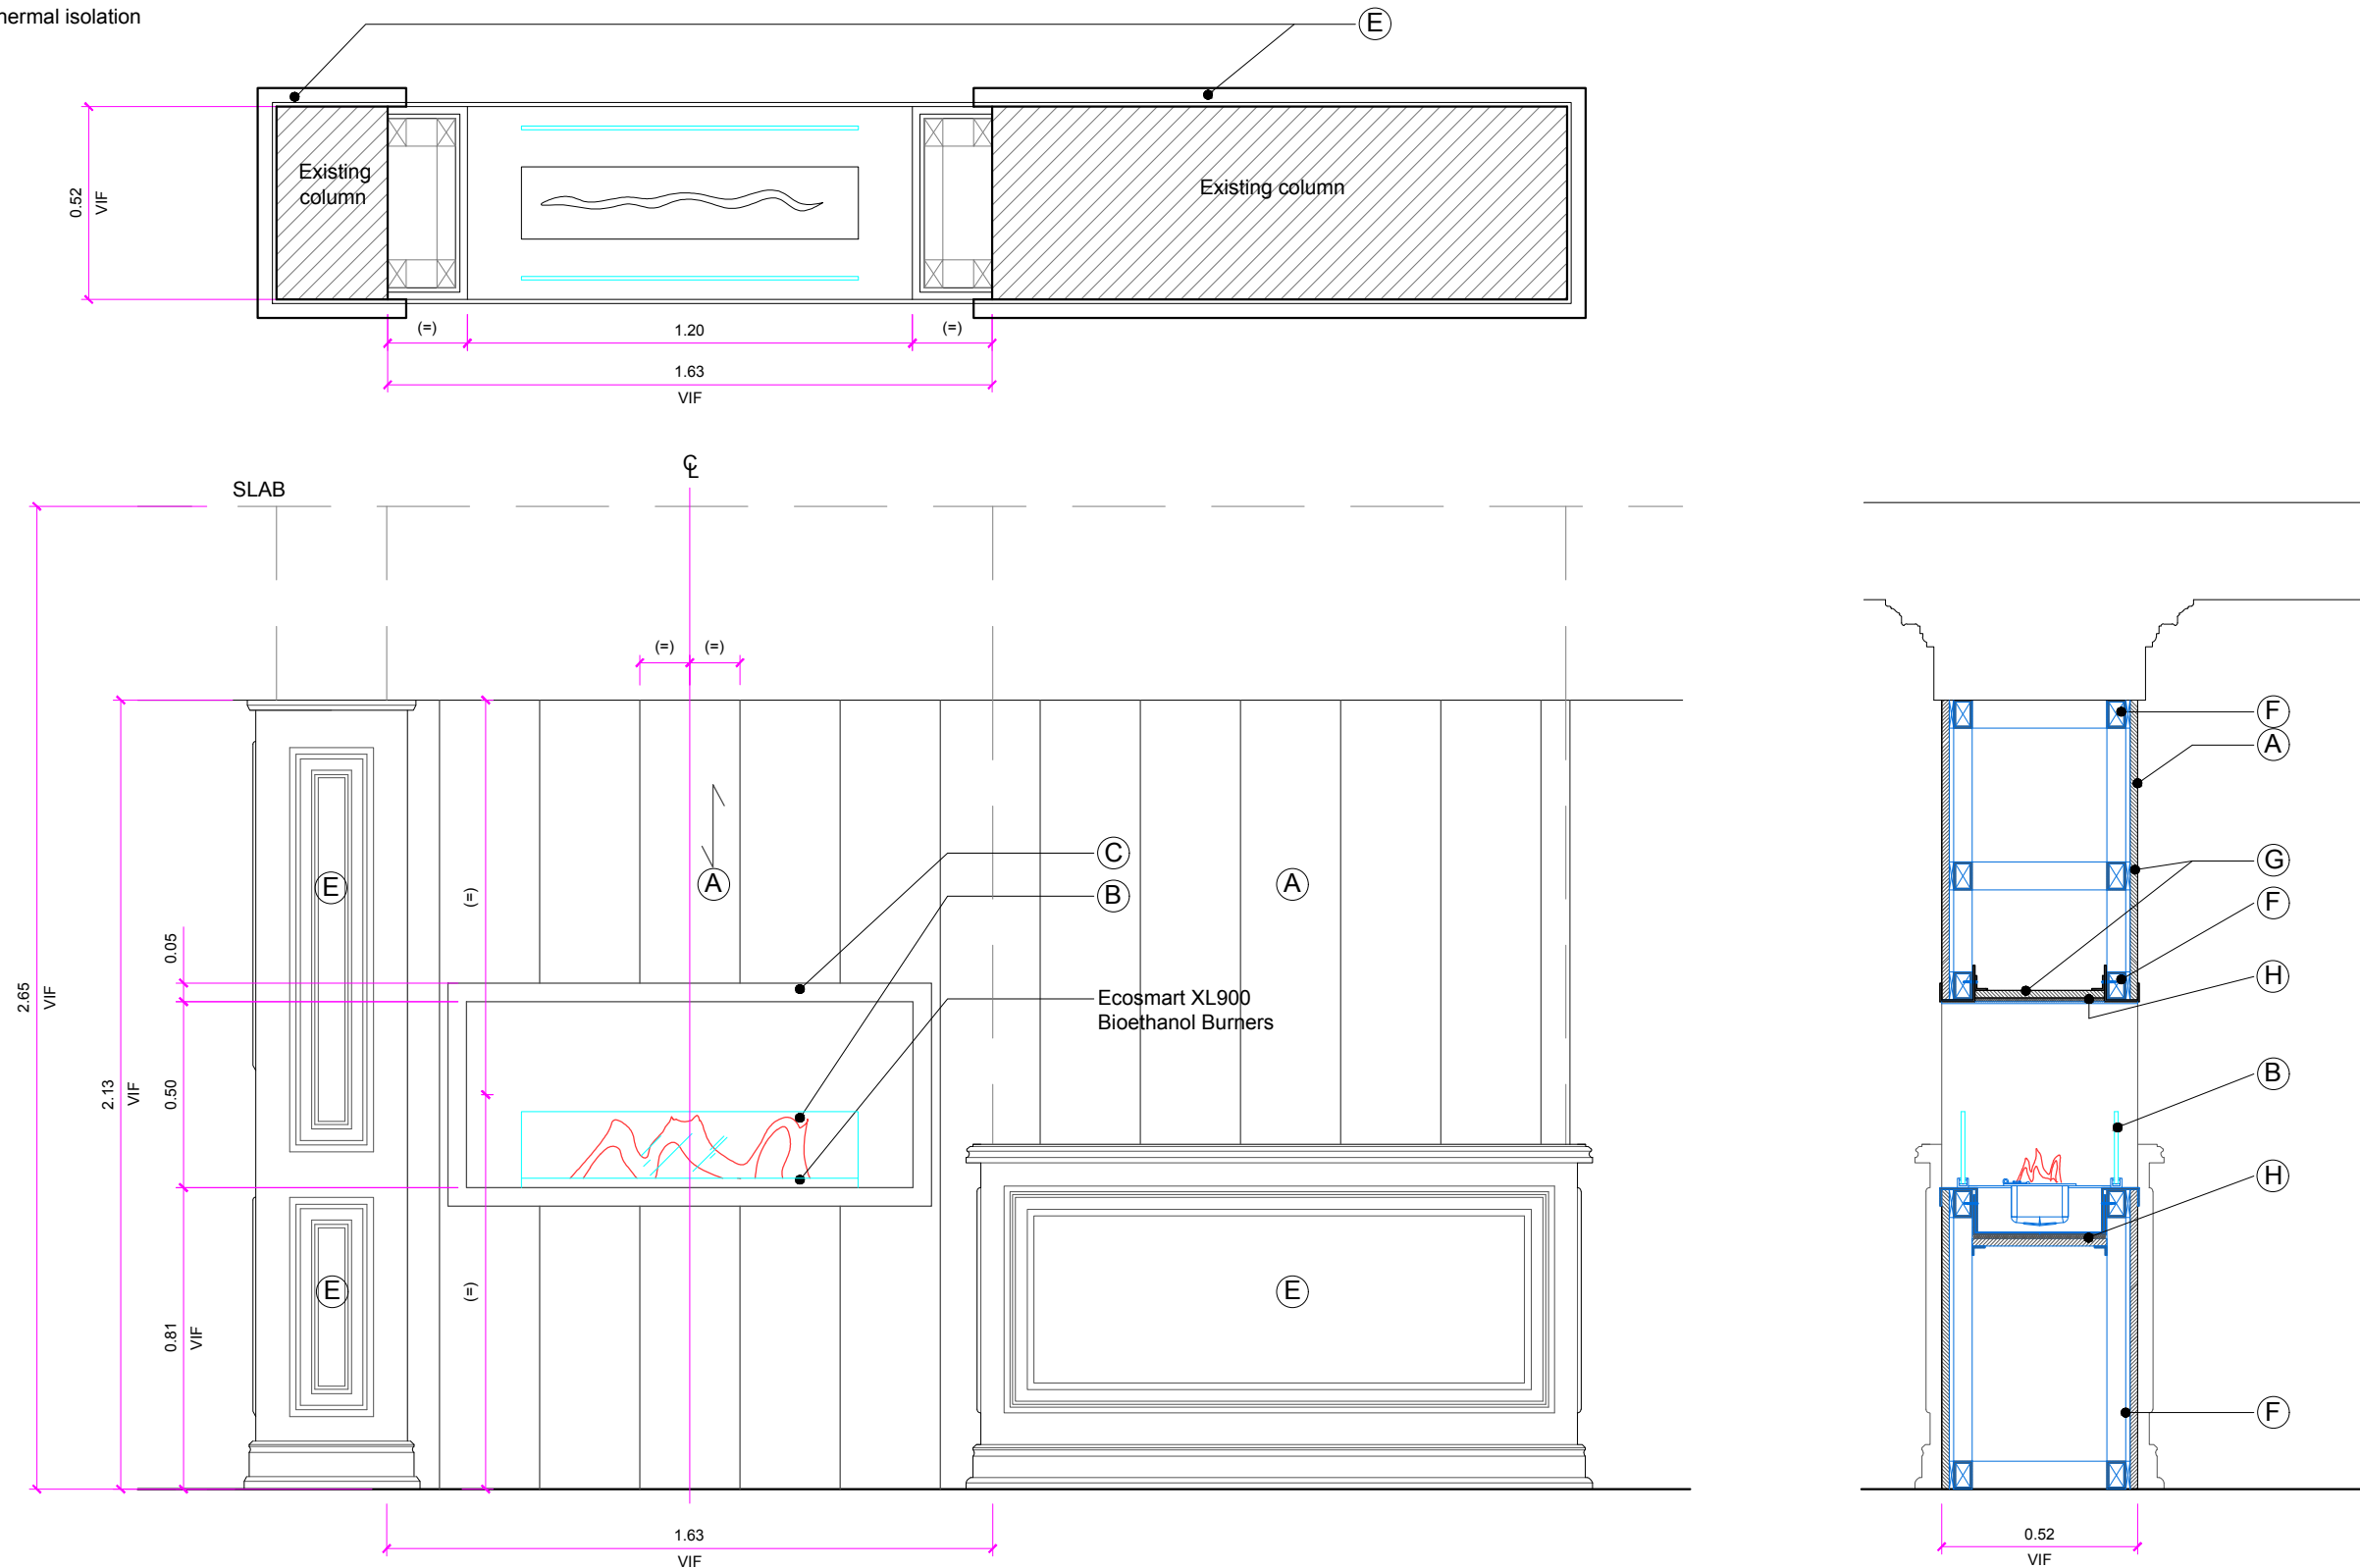 hermal isolation
E
Existing
column
Existing column
0.52
VIF
(=)
1.20
(=)
1.63
VIF
℄
SLAB
(=)
(=)
F
A
C
B
G
F
E
A
A
(=)
0.05
H
Ecosmart XL900
Bioethanol Burners
2.65
VIF
2.13
VIF
0.50
B
H
E
E
(=)
0.81
VIF
F
1.63
VIF
0.52
VIF